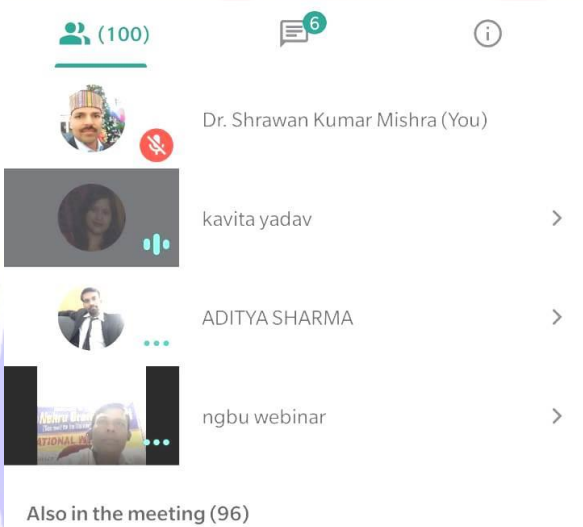 (100)
6
Dr. Shrawan Kumar Mishra (You)
kavita yadav
ADITYA SHARMA
ngbu webinar
Also in the meeting (96)